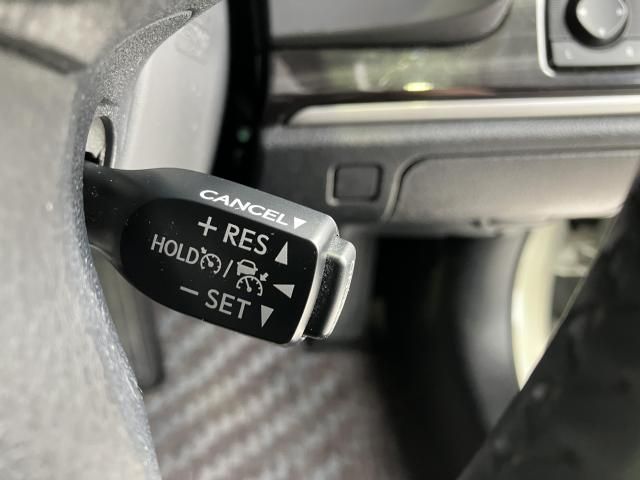 CANCEL▼
+ RES ▲
HOLD / ◀
− SET ▼